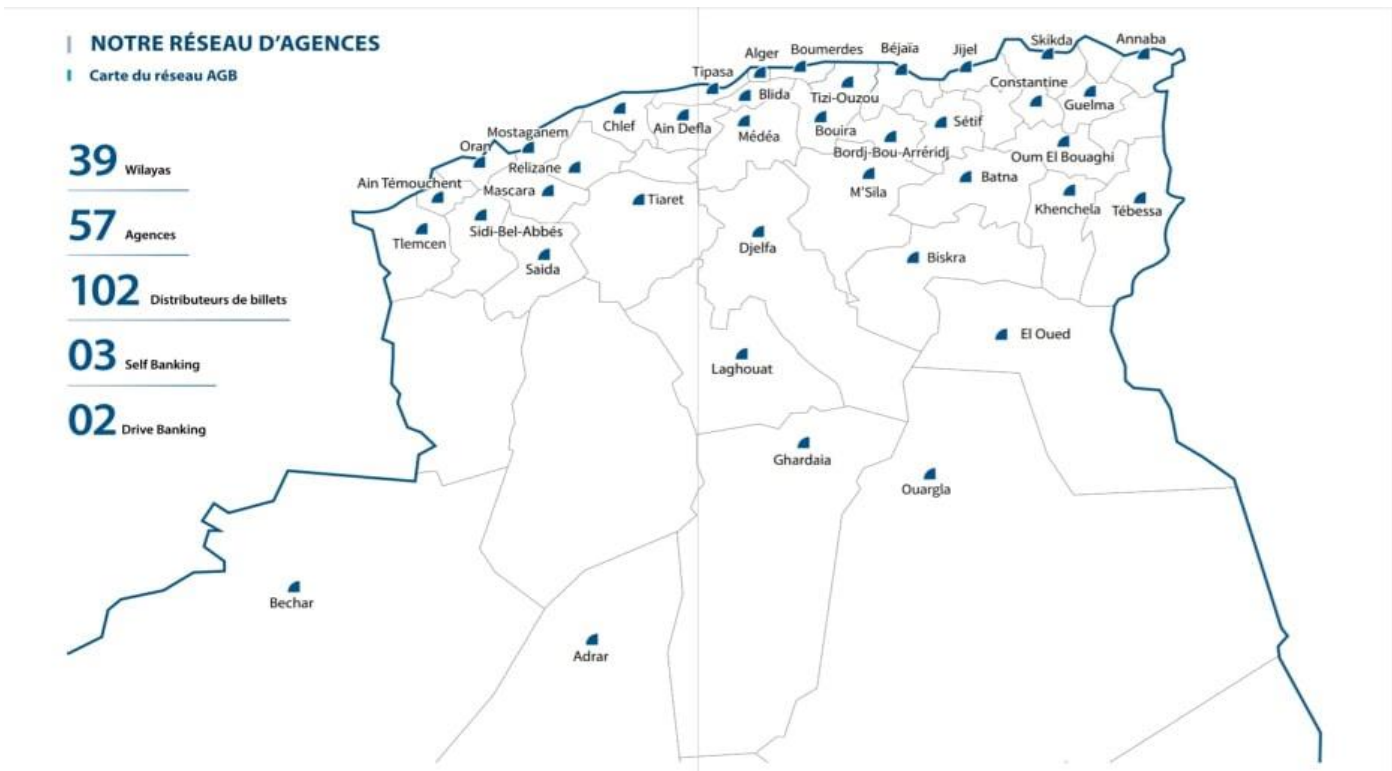 NOTRE RÉSEAU D'AGENCES
Carte du réseau AGB
39 Wilayas
57 Agences
102 Distributeurs de billets
03 Self Banking
02 Drive Banking
Skikda
Annaba
Alger
Boumerdes
Béjaïa
Jijel
Tipasa
Constantine
Blida
Tizi-Ouzou
Guelma
Chlef
Ain Defla
Médéa
Bouira
Sétif
Mostaganem
Oran
Bordj-Bou-Arréridj
Oum El Bouaghi
Relizane
Ain Témouchent
Mascara
M'Sila
Batna
Tiaret
Khenchela
Tébessa
Sidi-Bel-Abbés
Tlemcen
Djelfa
Saida
Biskra
El Oued
Laghouat
Ghardaia
Ouargla
Bechar
Adrar